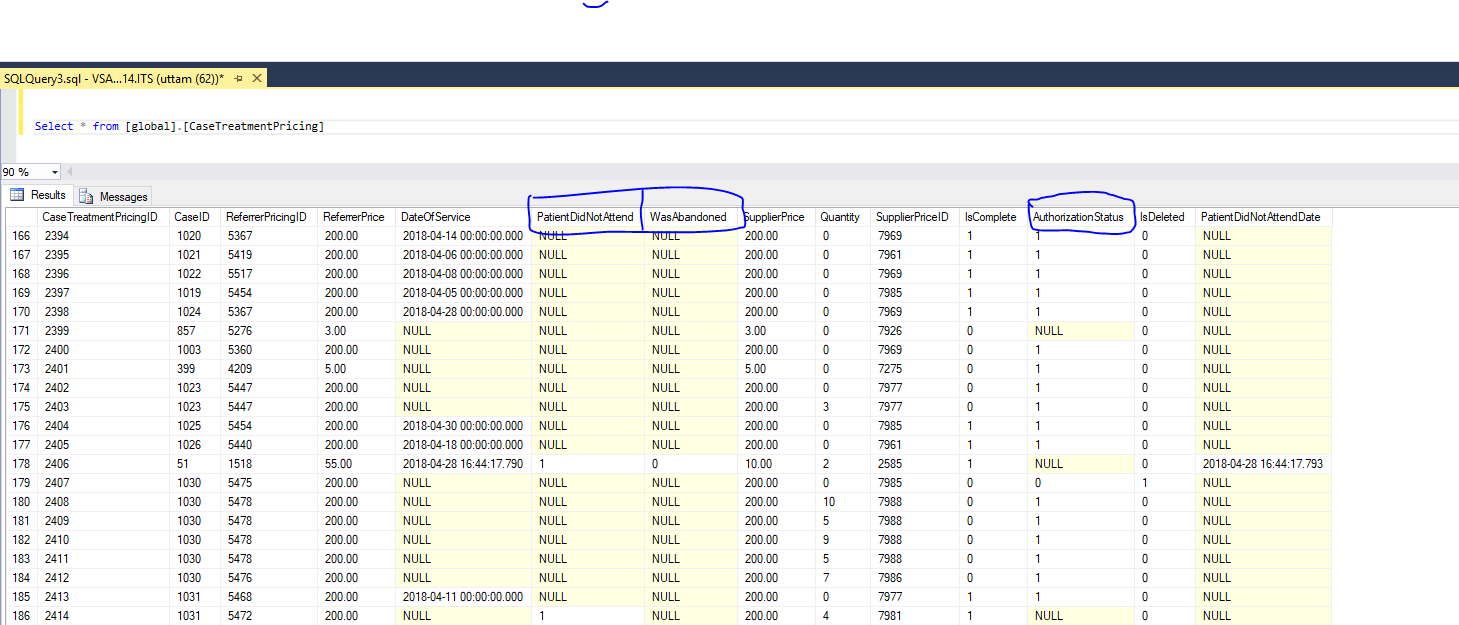 SQLQuery3.sql - VSA...14.ITS (uttam (62))*
Select * from [global].[CaseTreatmentPricing]
90 %
Results Messages
CaseTreatmentPricingID CaseID ReferrerPricingID ReferrerPrice DateOfService PatientDidNotAttend WasAbandoned SupplierPrice Quantity SupplierPriceID IsComplete AuthorizationStatus IsDeleted PatientDidNotAttendDate
166 2394 1020 5367 200.00 2018-04-14 00:00:00.000 NULL NULL 200.00 0 7969 1 1 0 NULL
167 2395 1021 5419 200.00 2018-04-06 00:00:00.000 NULL NULL 200.00 0 7961 1 1 0 NULL
168 2396 1022 5517 200.00 2018-04-08 00:00:00.000 NULL NULL 200.00 0 7969 1 1 0 NULL
169 2397 1019 5454 200.00 2018-04-05 00:00:00.000 NULL NULL 200.00 0 7985 1 1 0 NULL
170 2398 1024 5367 200.00 2018-04-28 00:00:00.000 NULL NULL 200.00 0 7969 1 1 0 NULL
171 2399 857 5276 3.00 NULL NULL NULL 3.00 0 7926 0 NULL 0 NULL
172 2400 1003 5360 200.00 NULL NULL NULL 200.00 0 7969 0 1 0 NULL
173 2401 399 4209 5.00 NULL NULL NULL 5.00 0 7275 0 1 0 NULL
174 2402 1023 5447 200.00 NULL NULL NULL 200.00 0 7977 0 1 0 NULL
175 2403 1023 5447 200.00 NULL NULL NULL 200.00 3 7977 0 1 0 NULL
176 2404 1025 5454 200.00 2018-04-30 00:00:00.000 NULL NULL 200.00 0 7985 1 1 0 NULL
177 2405 1026 5440 200.00 2018-04-18 00:00:00.000 NULL NULL 200.00 0 7961 1 1 0 NULL
178 2406 51 1518 55.00 2018-04-28 16:44:17.790 1 0 10.00 2 2585 1 NULL 0 2018-04-28 16:44:17.793
179 2407 1030 5475 200.00 NULL NULL NULL 200.00 0 7985 0 0 1 NULL
180 2408 1030 5478 200.00 NULL NULL NULL 200.00 10 7988 0 1 0 NULL
181 2409 1030 5478 200.00 NULL NULL NULL 200.00 5 7988 0 1 0 NULL
182 2410 1030 5478 200.00 NULL NULL NULL 200.00 9 7988 0 1 0 NULL
183 2411 1030 5478 200.00 NULL NULL NULL 200.00 5 7988 0 1 0 NULL
184 2412 1030 5476 200.00 NULL NULL NULL 200.00 7 7986 0 1 0 NULL
185 2413 1031 5468 200.00 2018-04-11 00:00:00.000 NULL NULL 200.00 0 7977 1 1 0 NULL
186 2414 1031 5472 200.00 NULL 1 NULL 200.00 4 7981 1 NULL 0 NULL